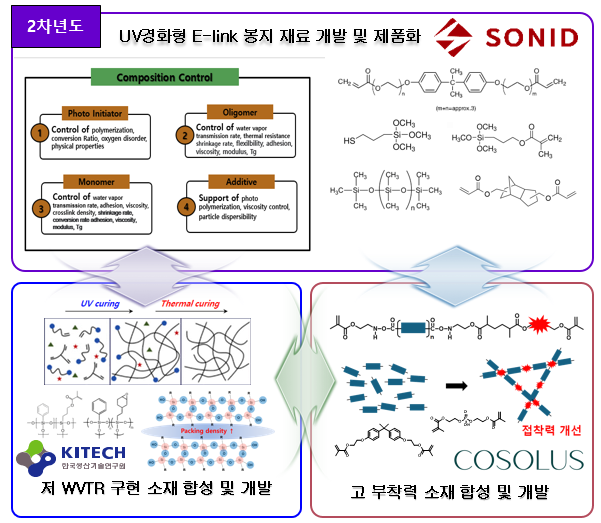 2차년도
UV경화형 E-link 봉지 재료 개발 및 제품화
SONID
Composition Control
Photo Initiator
1
Control of polymerization,
conversion Ratio, oxygen disorder,
physical properties
Oligomer
2
Control of water vapor
transmission rate, thermal resistance
shrinkage rate, flexibility, adhesion,
viscosity, modulus, Tg
Monomer
3
Control of water vapor
transmission rate, adhesion, viscosity,
crosslink density, shrinkage rate,
conversion rate adhesion, viscosity,
modulus, Tg
Additive
4
Support of photo
polymerization, viscosity control,
particle dispersibility
(m+n=approx.3)
UV curing
Thermal curing
Packing density ↑
KITECH
한국생산기술연구원
저 WVTR 구현 소재 합성 및 개발
접착력 개선
COSOLUS
고 부착력 소재 합성 및 개발